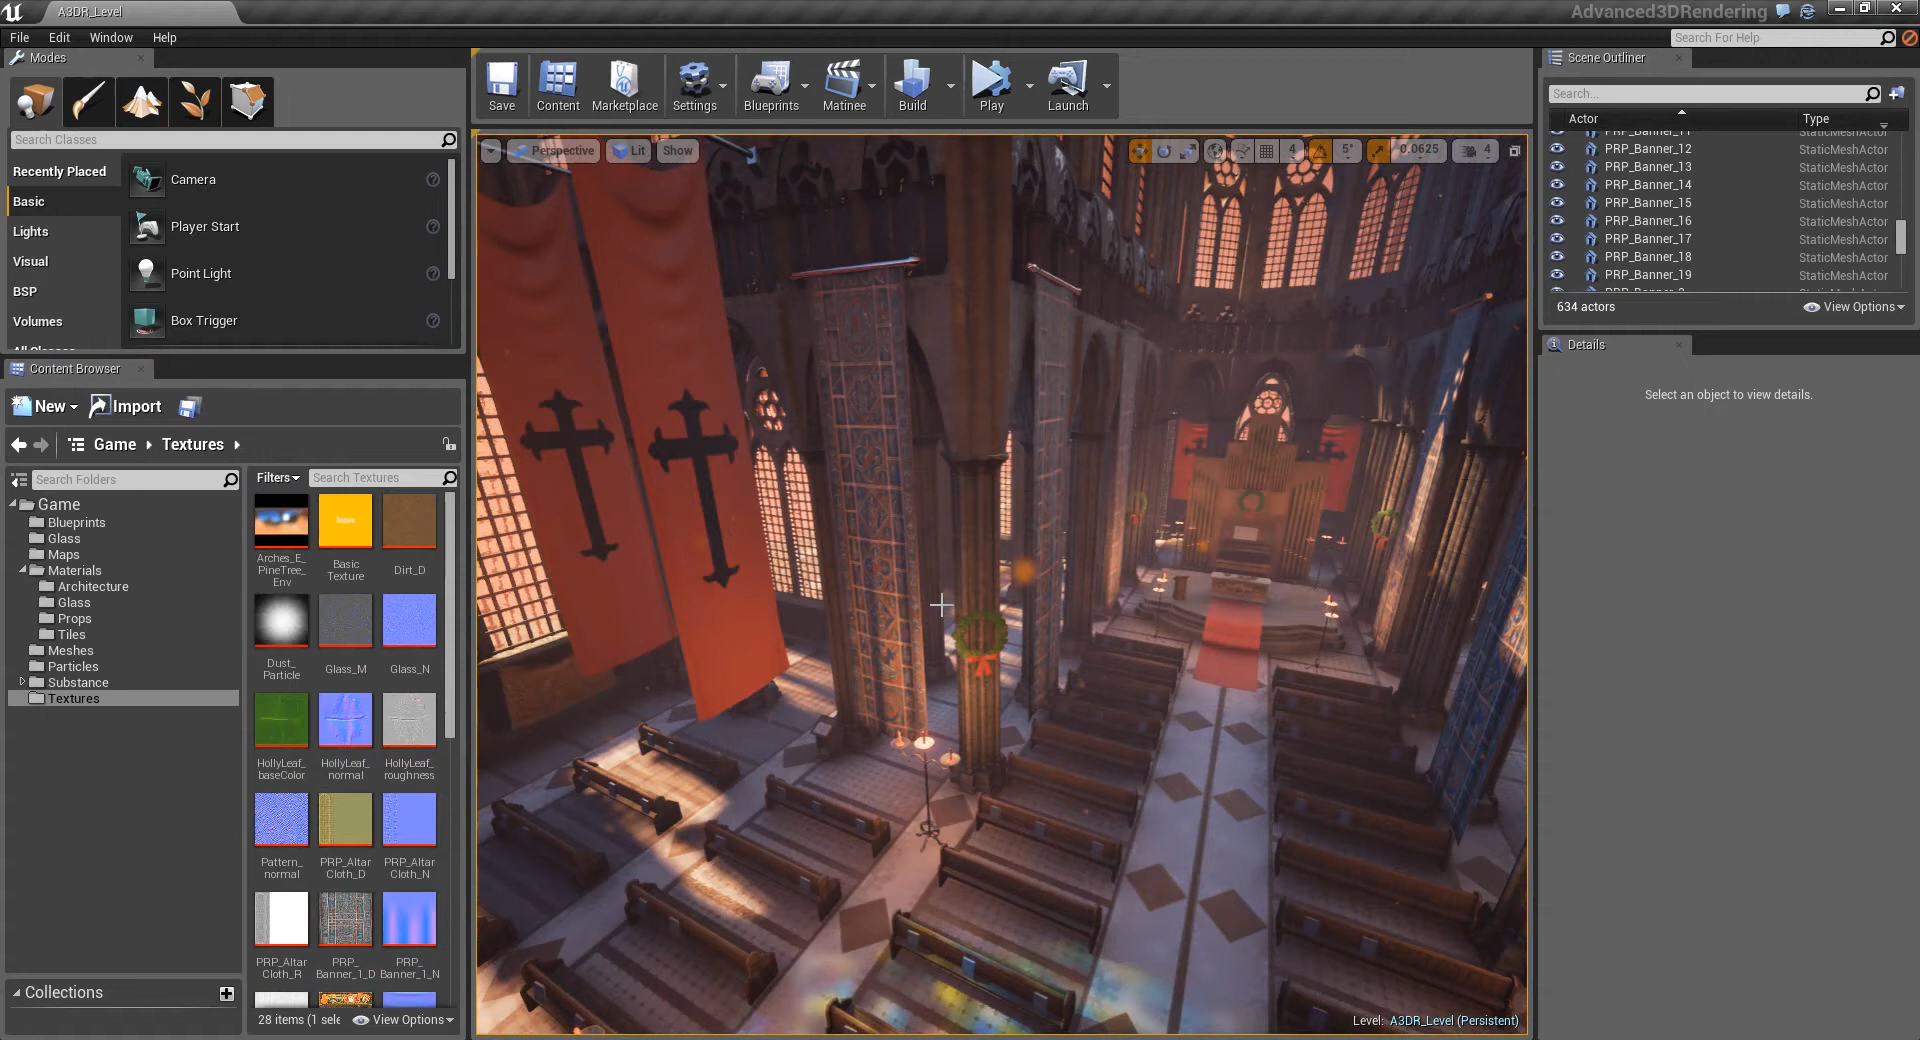 A3DR_Level
Advanced3DRendering
File Edit Window Help
Search For Help
Modes
Search Classes
Recently Placed
Basic
Lights
Visual
BSP
Volumes
All Classes
Camera
Player Start
Point Light
Box Trigger
Content Browser
New
Import
Game Textures
Search Folders
Game
Blueprints
Glass
Maps
Materials
Architecture
Glass
Props
Tiles
Meshes
Particles
Substance
Textures
Collections
Filters
Search Textures
Arches_E_
PineTree_
Env
Basic
Texture
Dirt_D
Dust_
Particle
Glass_M
Glass_N
HollyLeaf_
baseColor
HollyLeaf_
normal
HollyLeaf_
roughness
Pattern_
normal
PRP_Altar
Cloth_D
PRP_Altar
Cloth_N
PRP_Altar
Cloth_R
PRP_
Banner_1_D
PRP_
Banner_1_N
28 items (1 sele
View Options
Save
Content
Marketplace
Settings
Blueprints
Matinee
Build
Play
Launch
Perspective
Lit
Show
4
5°
0.0625
4
Level: A3DR_Level (Persistent)
Scene Outliner
Search...
Actor Type
PRP_Banner_11 StaticMeshActor
PRP_Banner_12 StaticMeshActor
PRP_Banner_13 StaticMeshActor
PRP_Banner_14 StaticMeshActor
PRP_Banner_15 StaticMeshActor
PRP_Banner_16 StaticMeshActor
PRP_Banner_17 StaticMeshActor
PRP_Banner_18 StaticMeshActor
PRP_Banner_19 StaticMeshActor
634 actors
View Options
Details
Select an object to view details.